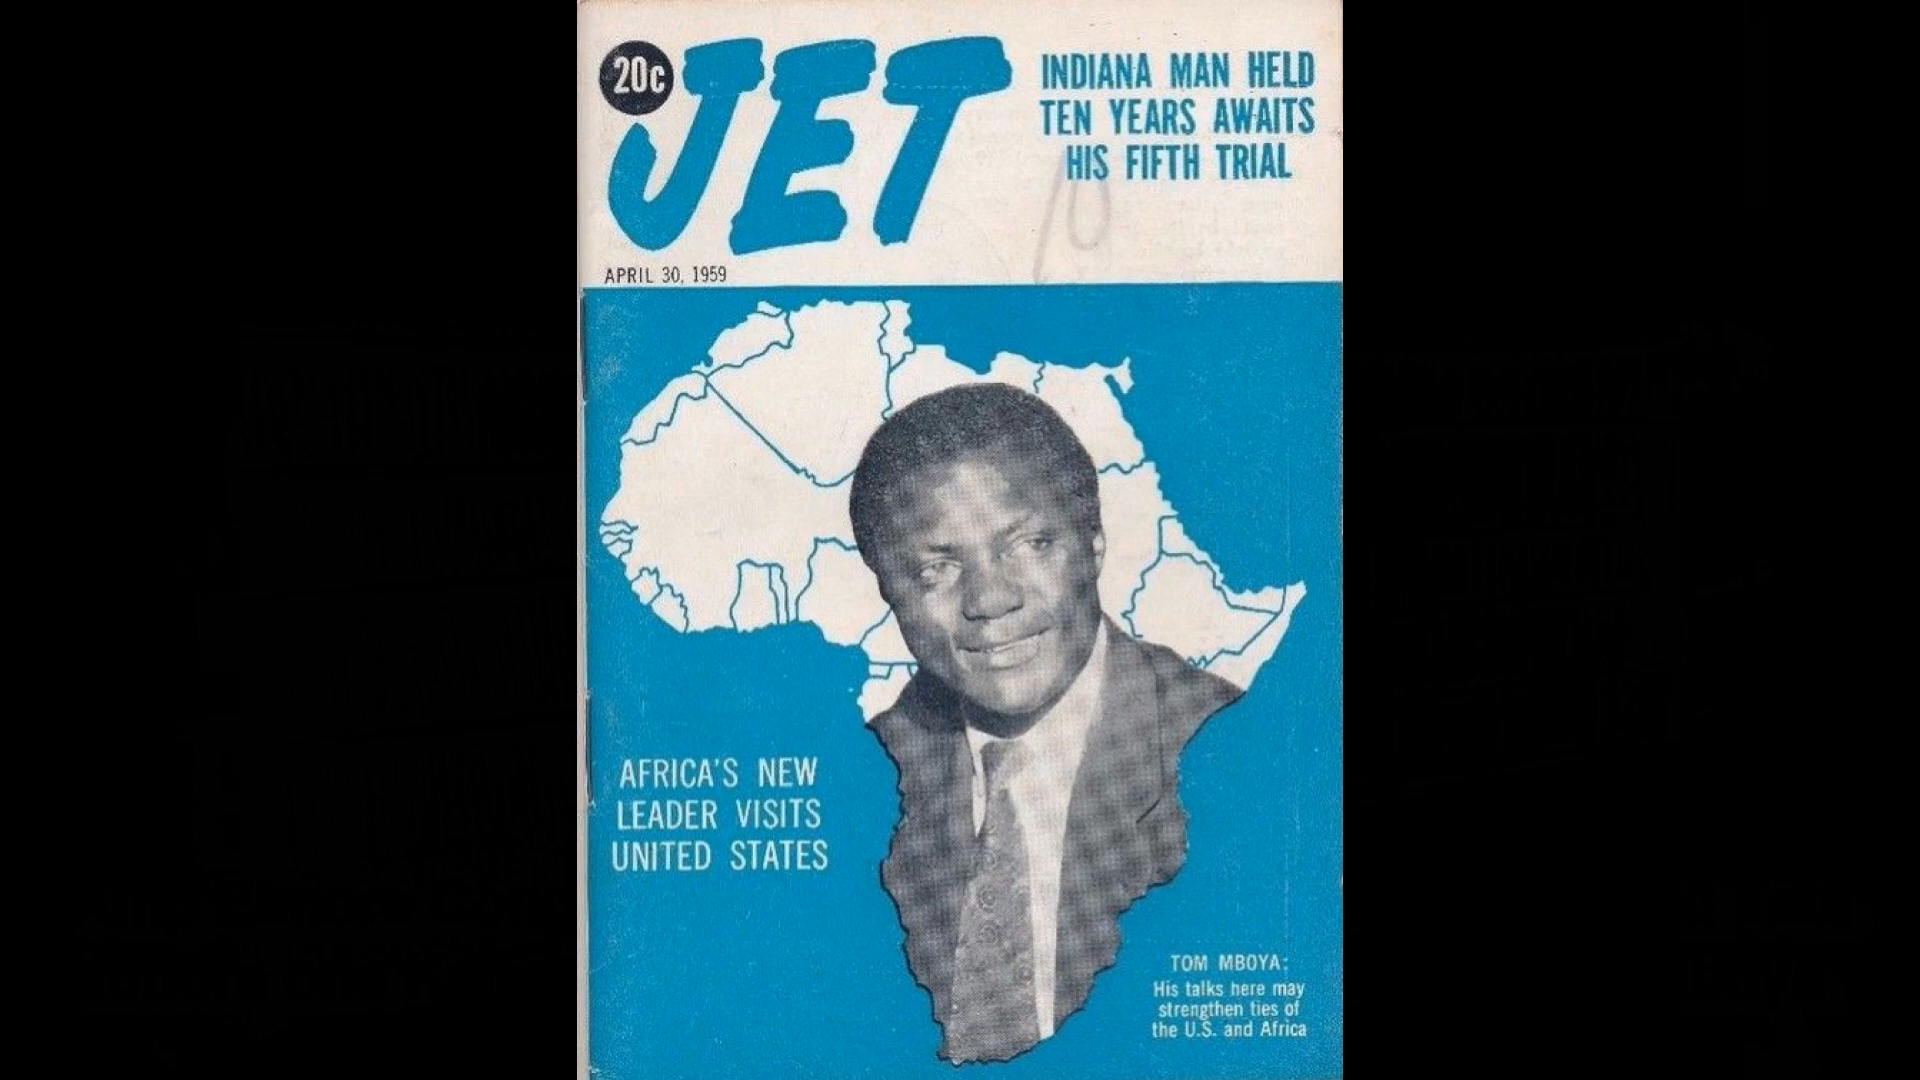 20c
JET
INDIANA MAN HELD
TEN YEARS AWAITS
HIS FIFTH TRIAL
APRIL 30, 1959
AFRICA'S NEW
LEADER VISITS
UNITED STATES
TOM MBOYA:
His talks here may
strengthen ties of
the U.S. and Africa